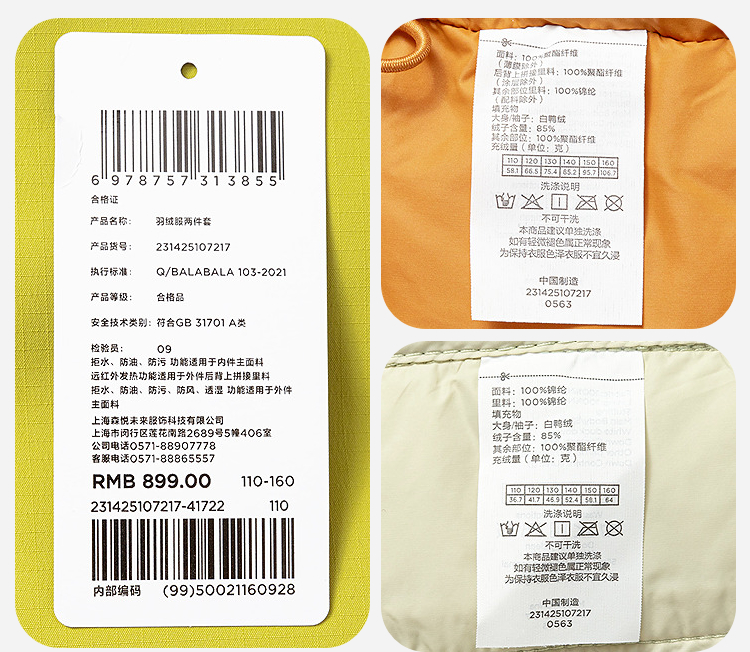 6 978757 313855
合格证
产品名称: 羽绒服两件套
产品货号: 231425107217
执行标准: Q/BALABALA 103-2021
产品等级: 合格品
安全技术类别: 符合GB 31701 A类
检验员: 09
拒水、防油、防污 功能适用于内件主面料
远红外发热功能适用于外件后背上拼接里料
拒水、防油、防污、防风、透湿 功能适用于外件
主面料
上海森悦未来服饰科技有限公司
上海市闵行区莲花南路2689号5幢406室
公司电话0571-88907778
客服电话0571-88865557
RMB 899.00 110-160
231425107217-41722 110
内部编码 (99)50021160928
面料: 100%聚酯纤维
(薄膜除外)
后背上拼接里料: 100%聚酯纤维
(涂层除外)
其余部位里料: 100%锦纶
(配料除外)
填充物
大身/袖子: 白鸭绒
绒子含量: 85%
其余部位: 100%聚酯纤维
充绒量 (单位: 克)
110 120 130 140 150 160
58.1 66.5 75.4 85.2 95.7 106.7
洗涤说明
不可干洗
本商品建议单独洗涤
如有轻微褪色属正常现象
为保持衣服色泽衣服不宜久浸
中国制造
231425107217
0563
面料: 100%锦纶
里料: 100%锦纶
填充物
大身/袖子: 白鸭绒
绒子含量: 85%
其余部位: 100%聚酯纤维
充绒量 (单位: 克)
110 120 130 140 150 160
36.7 41.7 46.9 52.4 58.1 64
洗涤说明
不可干洗
本商品建议单独洗涤
如有轻微褪色属正常现象
为保持衣服色泽衣服不宜久浸
中国制造
231425107217
0563